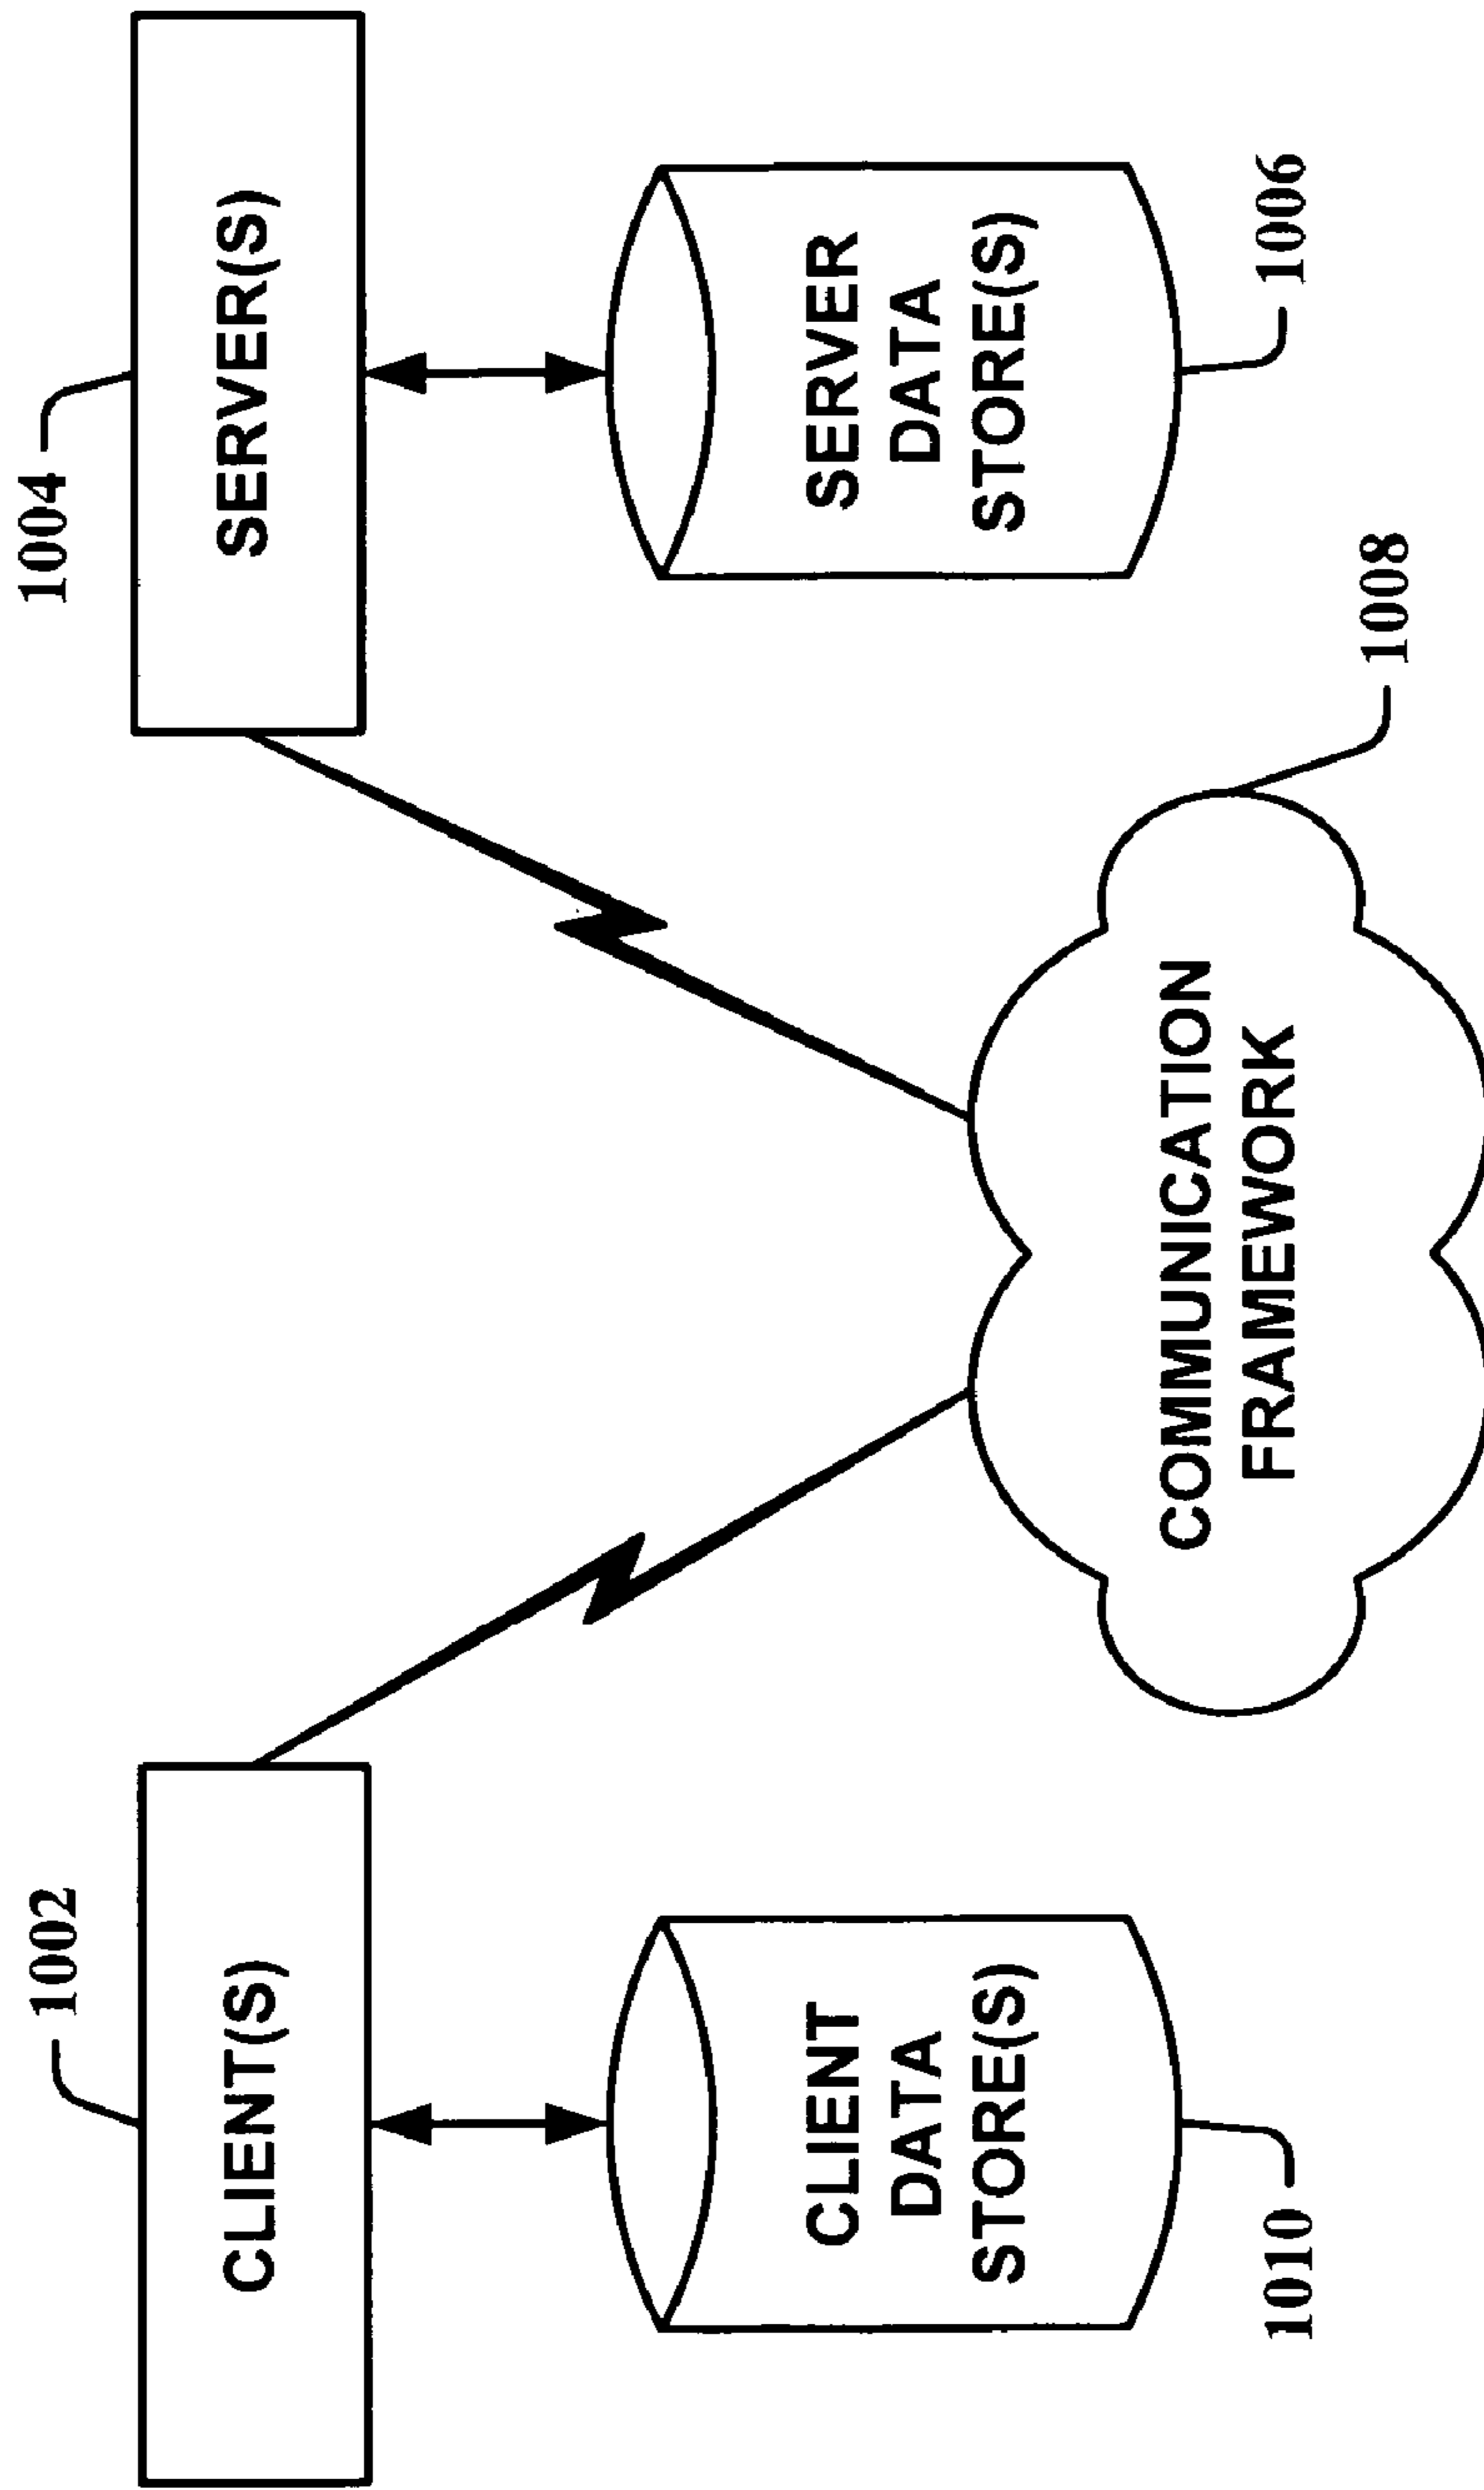 1002
CLIENT(S)
1004
SERVER(S)
CLIENT
DATA
STORE(S)
1010
SERVER
DATA
STORE(S)
1006
COMMUNICATION
FRAMEWORK
1008